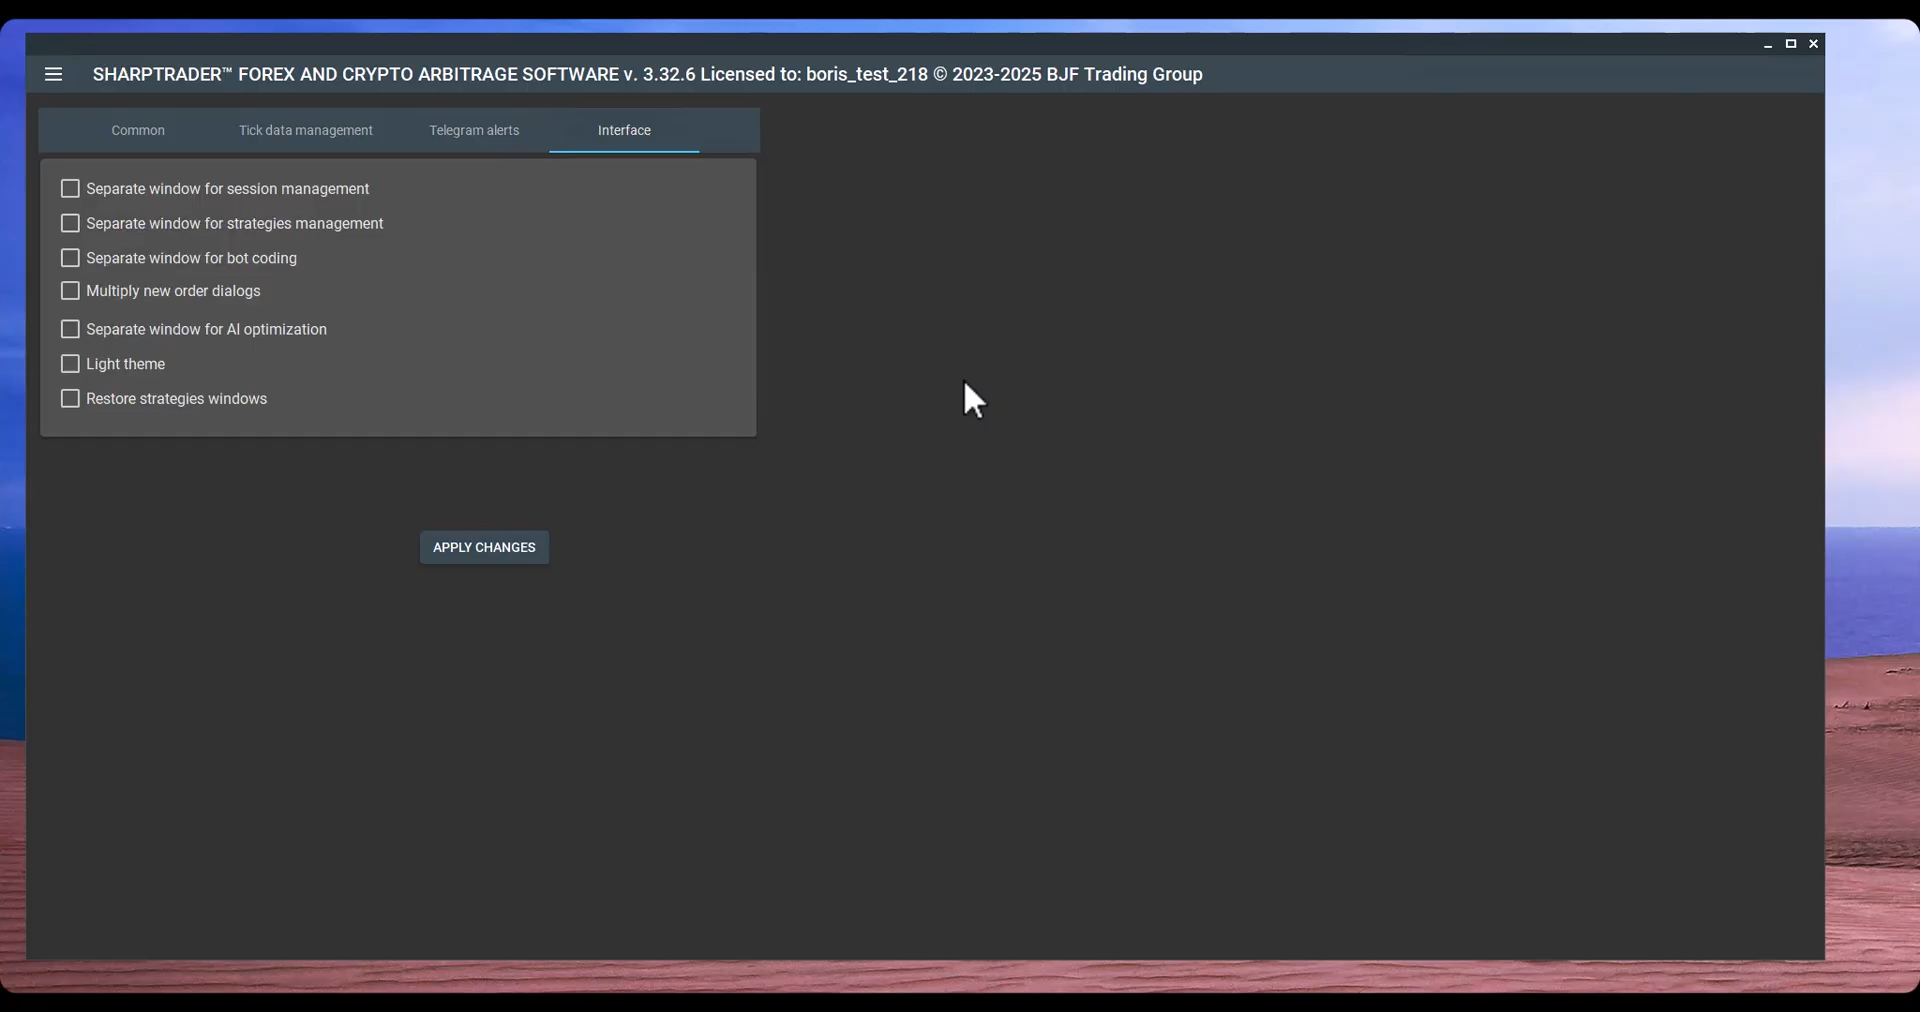 SHARPTRADER™ FOREX AND CRYPTO ARBITRAGE SOFTWARE v. 3.32.6 Licensed to: boris_test_218 © 2023-2025 BJF Trading Group
Common Tick data management Telegram alerts Interface
Separate window for session management
Separate window for strategies management
Separate window for bot coding
Multiply new order dialogs
Separate window for AI optimization
Light theme
Restore strategies windows
APPLY CHANGES